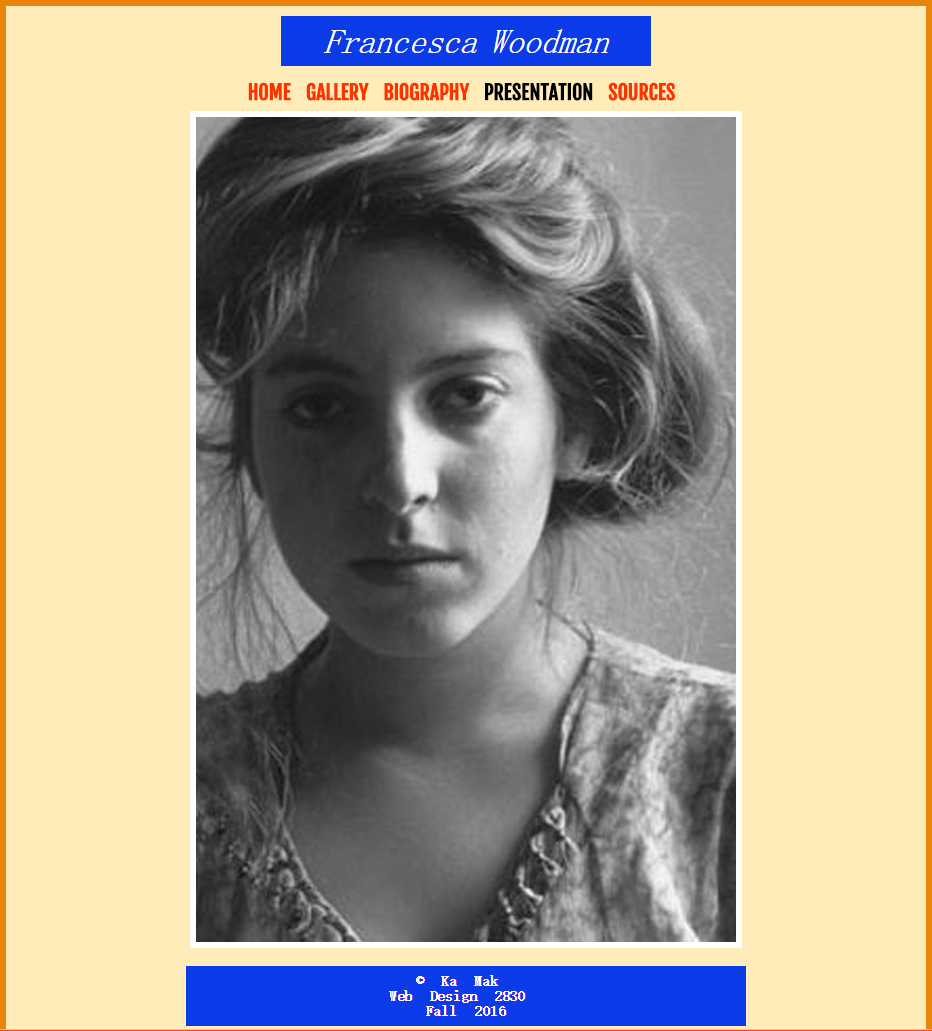 Francesca Woodman
HOME GALLERY BIOGRAPHY PRESENTATION SOURCES
© Ka Mak
Web Design 2830
Fall 2016